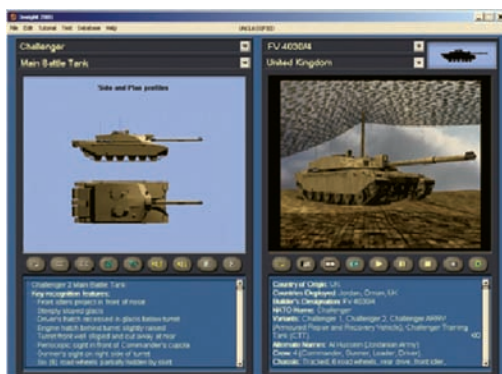 Insight 2001
File Edit Tutorial Test Database Help
UNCLASSIFIED
Challenger
Main Battle Tank
FV 4030/4
United Kingdom
Side and Plan profiles
Challenger 2 Main Battle Tank
Key recognition features:
Front idlers project in front of nose
Steeply sloped glacis
Driver's hatch recessed in glacis below turret
Engine hatch behind turret slightly raised
Turret front well sloped and cut away at rear
Periscopic sight in front of Commander's cupola
Gunner's sight on right side of turret
Six (6) road wheels partially hidden by skirt
Country of Origin: UK
Countries Deployed: Jordan, Oman, UK
Builder's Designation: FV 4030/4
NATO Name: Challenger
Variants: Challenger 1, Challenger 2, Challenger ARRV
(Armoured Repair and Recovery Vehicle), Challenger Training
Tank (CTT)
Alternate Names: Al Hussein (Jordanian Army)
Crew: 4 (Commander, Gunner, Loader, Driver)
Chassis: Tracked, 6 road wheels, rear drive, front idler,